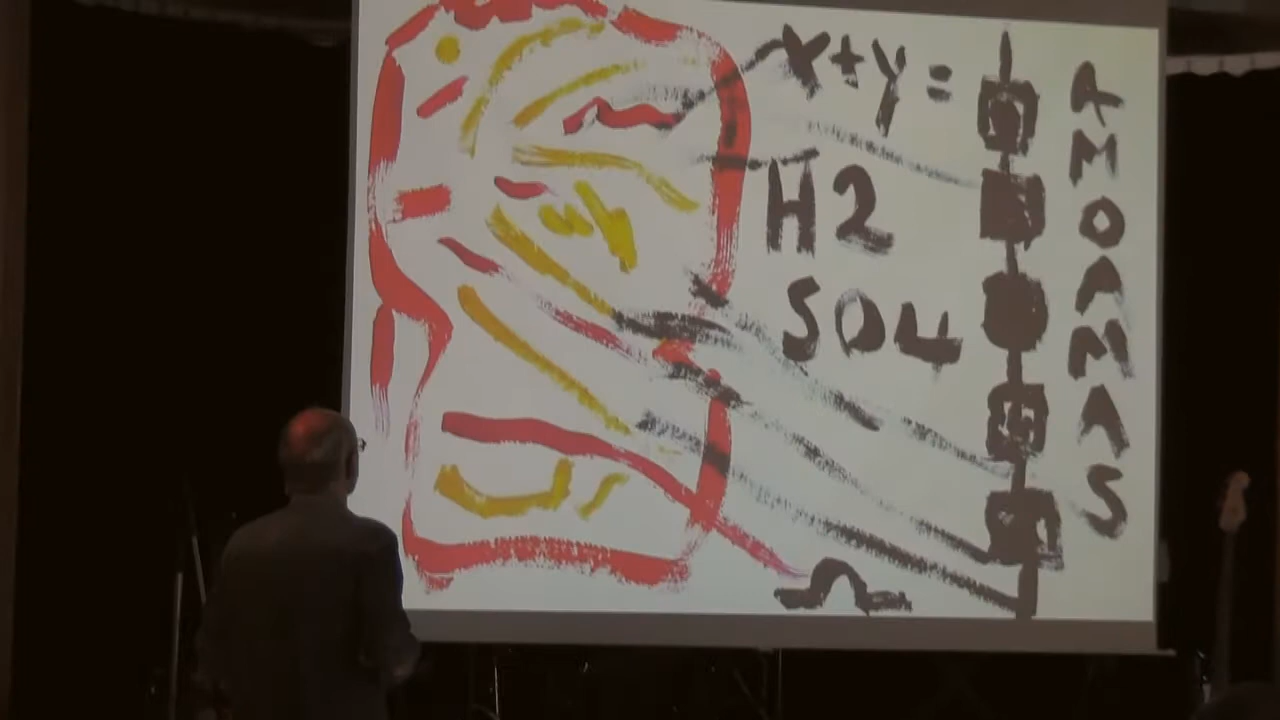 x+y=
H2
SO4
AMOAMAS
Ω